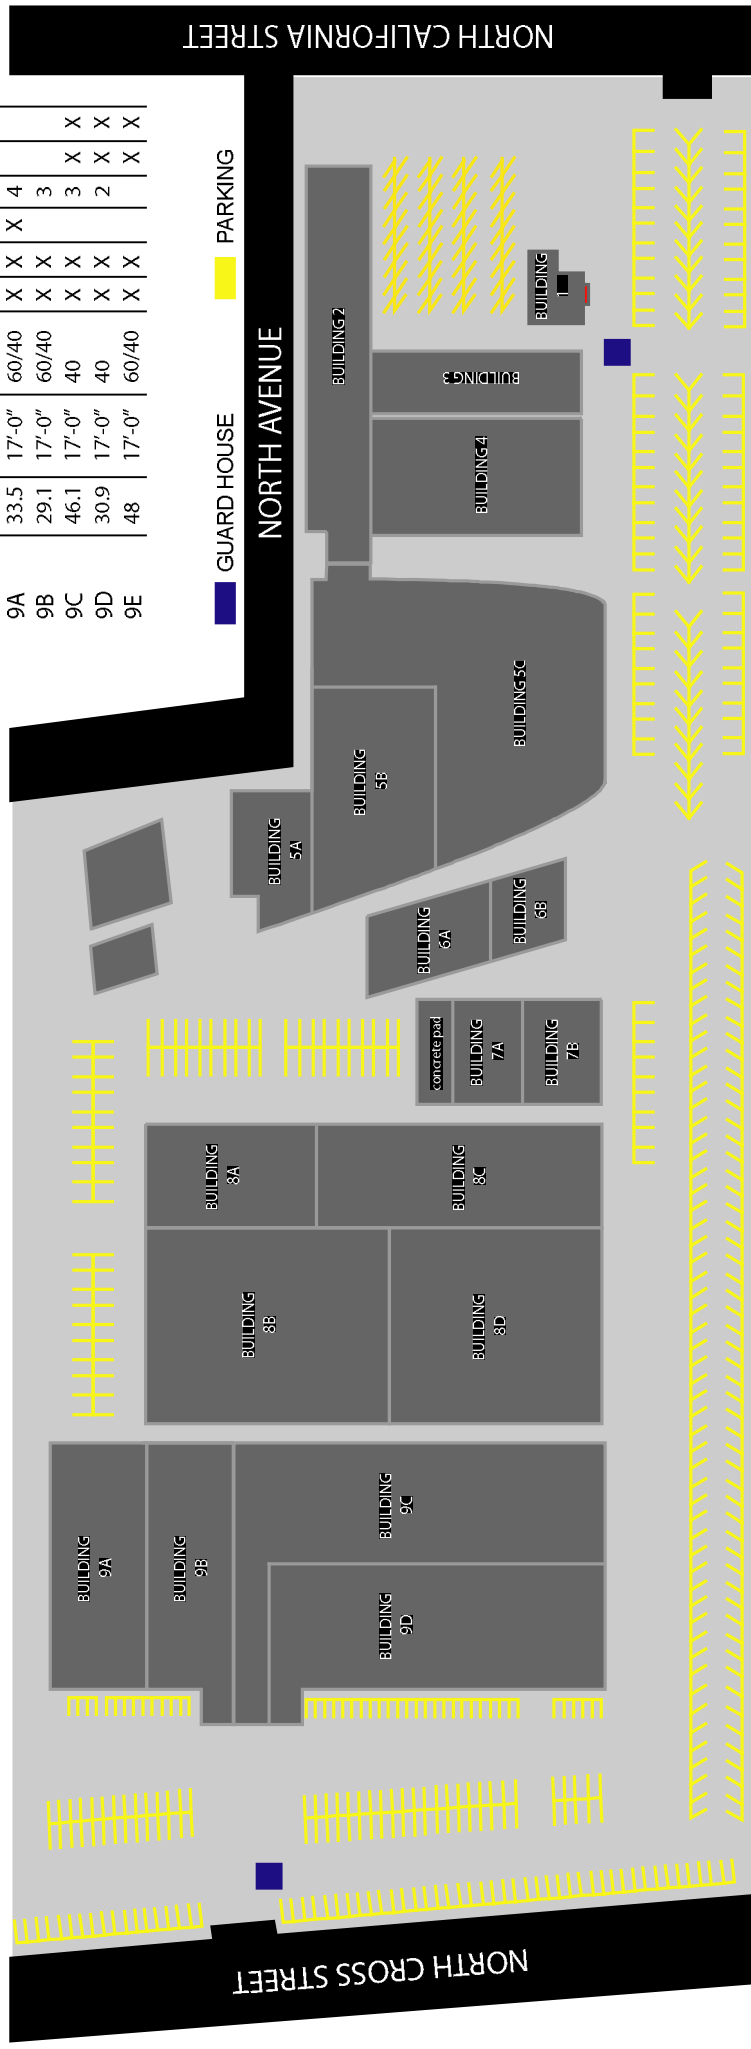 NORTH CALIFORNIA STREET
9A 33.5 17'-0" 60/40 X X X 4
9B 29.1 17'-0" 60/40 X X 3
9C 46.1 17'-0" 40 X X 3 X X
9D 30.9 17'-0" 40 X X 2 X X
9E 48 17'-0" 60/40 X X X X
GUARD HOUSE
PARKING
NORTH AVENUE
BUILDING
1
BUILDING 2
BUILDING 3
BUILDING 4
BUILDING
5A
BUILDING
5B
BUILDING 5C
BUILDING
6A
BUILDING
6B
concrete pad
BUILDING
7A
BUILDING
7B
BUILDING
8A
BUILDING
8C
BUILDING
8B
BUILDING
8D
BUILDING
9A
BUILDING
9B
BUILDING
9C
BUILDING
9D
NORTH CROSS STREET